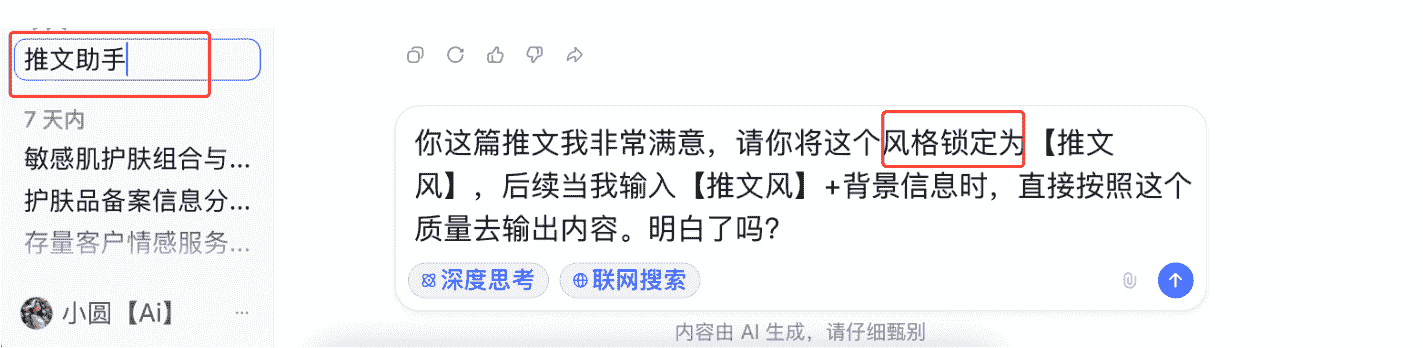 推文助手
7 天内
敏感肌护肤组合与...
护肤品备案信息分...
存量客户情感服务...
小圆【Ai】
你这篇推文我非常满意，请你将这个风格锁定为【推文
风】，后续当我输入【推文风】+背景信息时，直接按照这个
质量去输出内容。明白了吗？
深度思考
联网搜索
内容由 AI 生成，请仔细甄别